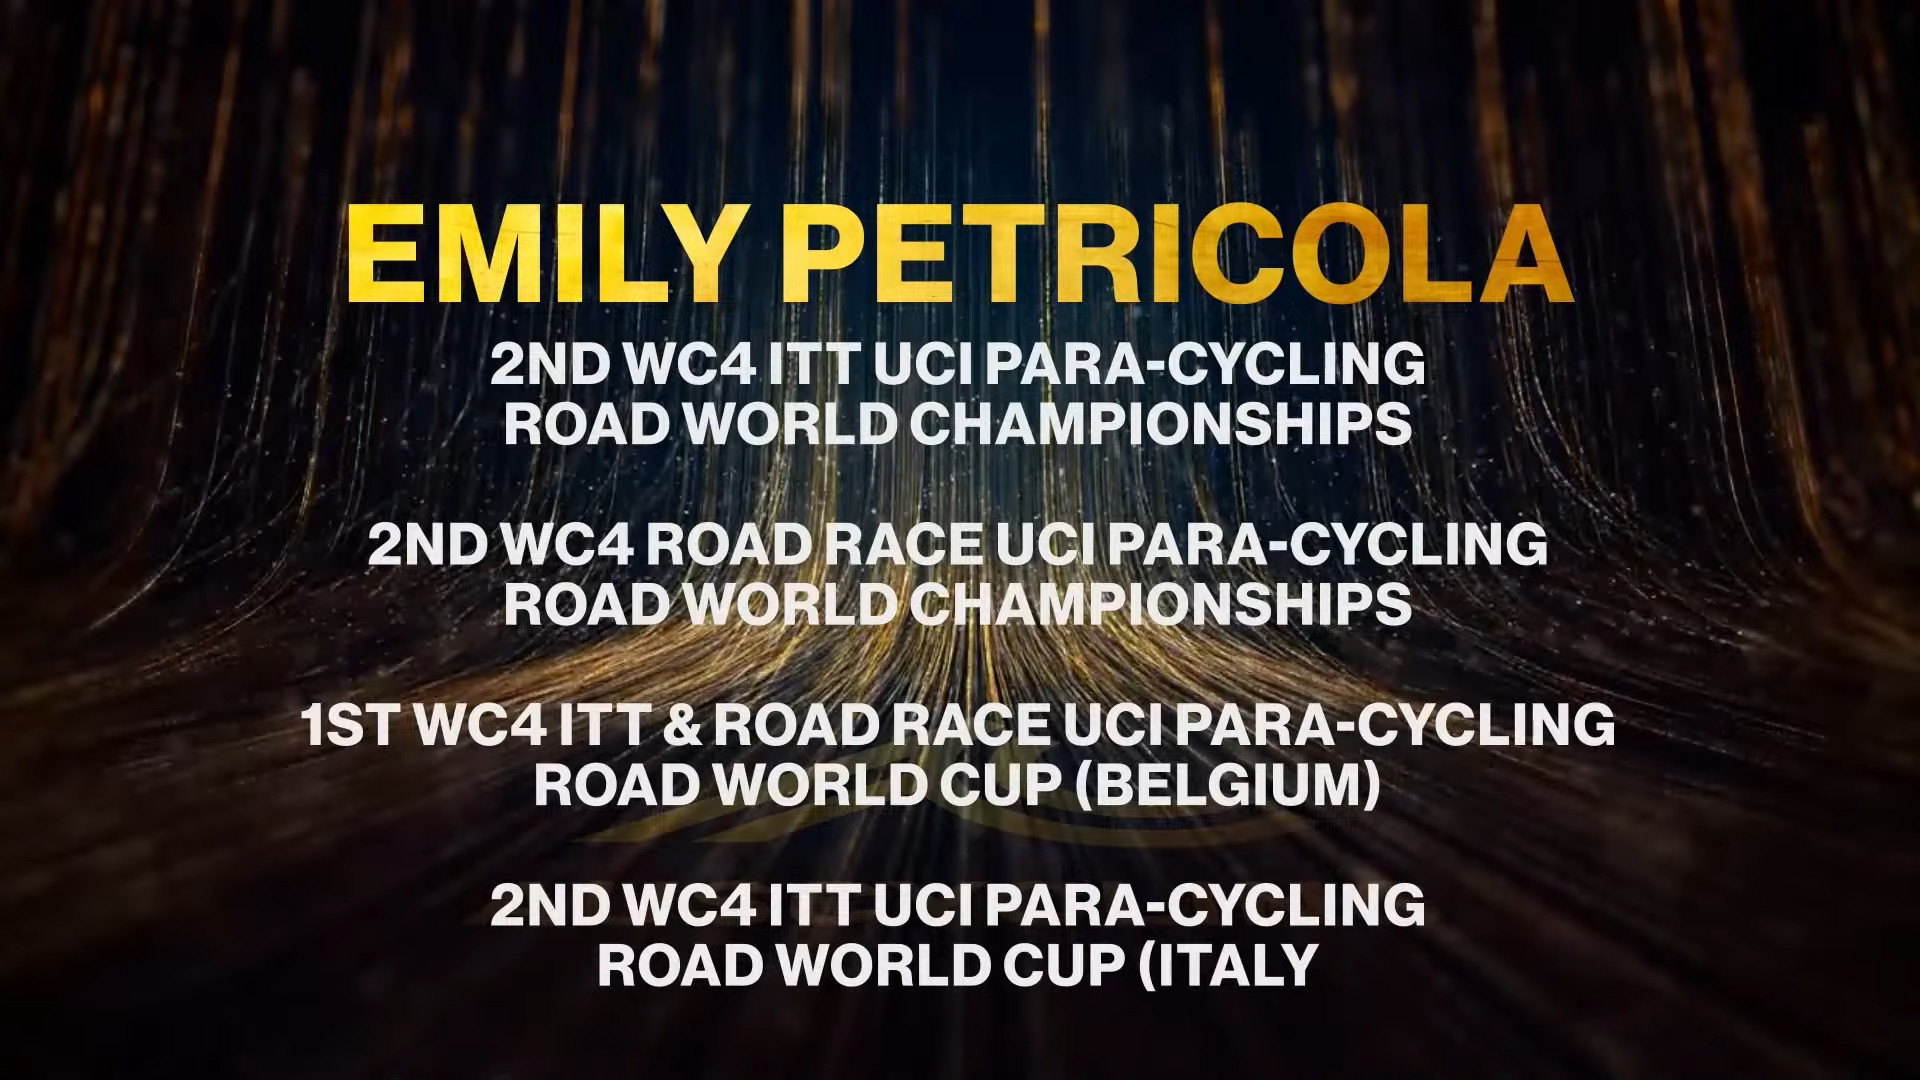 EMILY PETRICOLA
2ND WC4 ITT UCI PARA-CYCLING
ROAD WORLD CHAMPIONSHIPS
2ND WC4 ROAD RACE UCI PARA-CYCLING
ROAD WORLD CHAMPIONSHIPS
1ST WC4 ITT & ROAD RACE UCI PARA-CYCLING
ROAD WORLD CUP (BELGIUM)
2ND WC4 ITT UCI PARA-CYCLING
ROAD WORLD CUP (ITALY